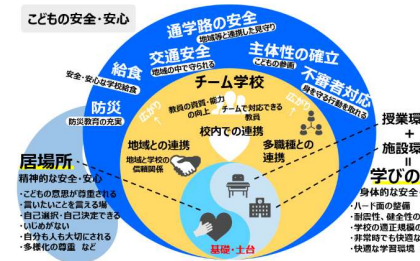 こどもの安全・安心
通学路の安全
地域等と連携した見守り
交通安全
地域の中で守られる
主体性の確立
こどもの参画
給食
安全・安心な学校給食
不審者対応
身を守る行動を取れる
防災
防災教育の充実
チーム学校
広がり
教員の資質・能力
の向上
チームで対応できる
教員
広がり
校内での連携
地域との連携
地域と学校の
信頼関係
多職種と
の連携
居場所
精神的な安全・安心
・こどもの意思が尊重される
・言いたいことを言える場
・自己選択・自己決定できる
・いじめがない
・自分も人も大切にされる
・多様化の尊重 など
基礎・土台
授業環
+
施設環
学びの
身体的な安全
・ハード面の整備
・耐震性、健全性の
・学校の適正規模の
・非常時でも快適な
・快適な学習環境